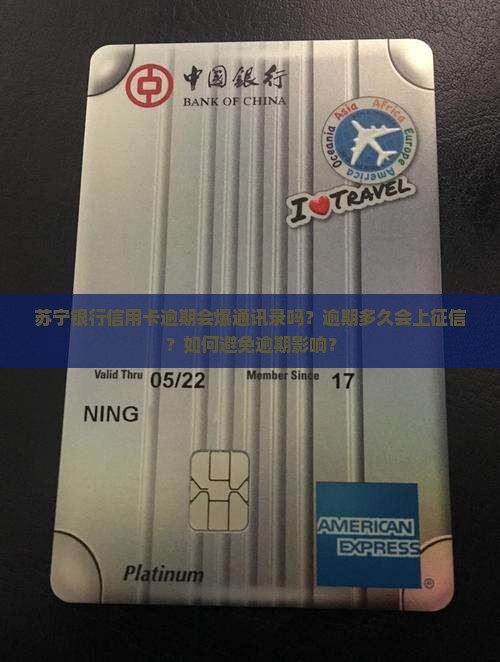 中國銀行
BANK OF CHINA
Oceania Asia Africa Europe America
I TRAVEL
苏宁银行信用卡逾期会爆通讯录吗？逾期多久会上征信
？如何避免逾期影响？
Valid Thru 05/22 Member Since 17
NING
AMERICAN
EXPRESS®
Platinum